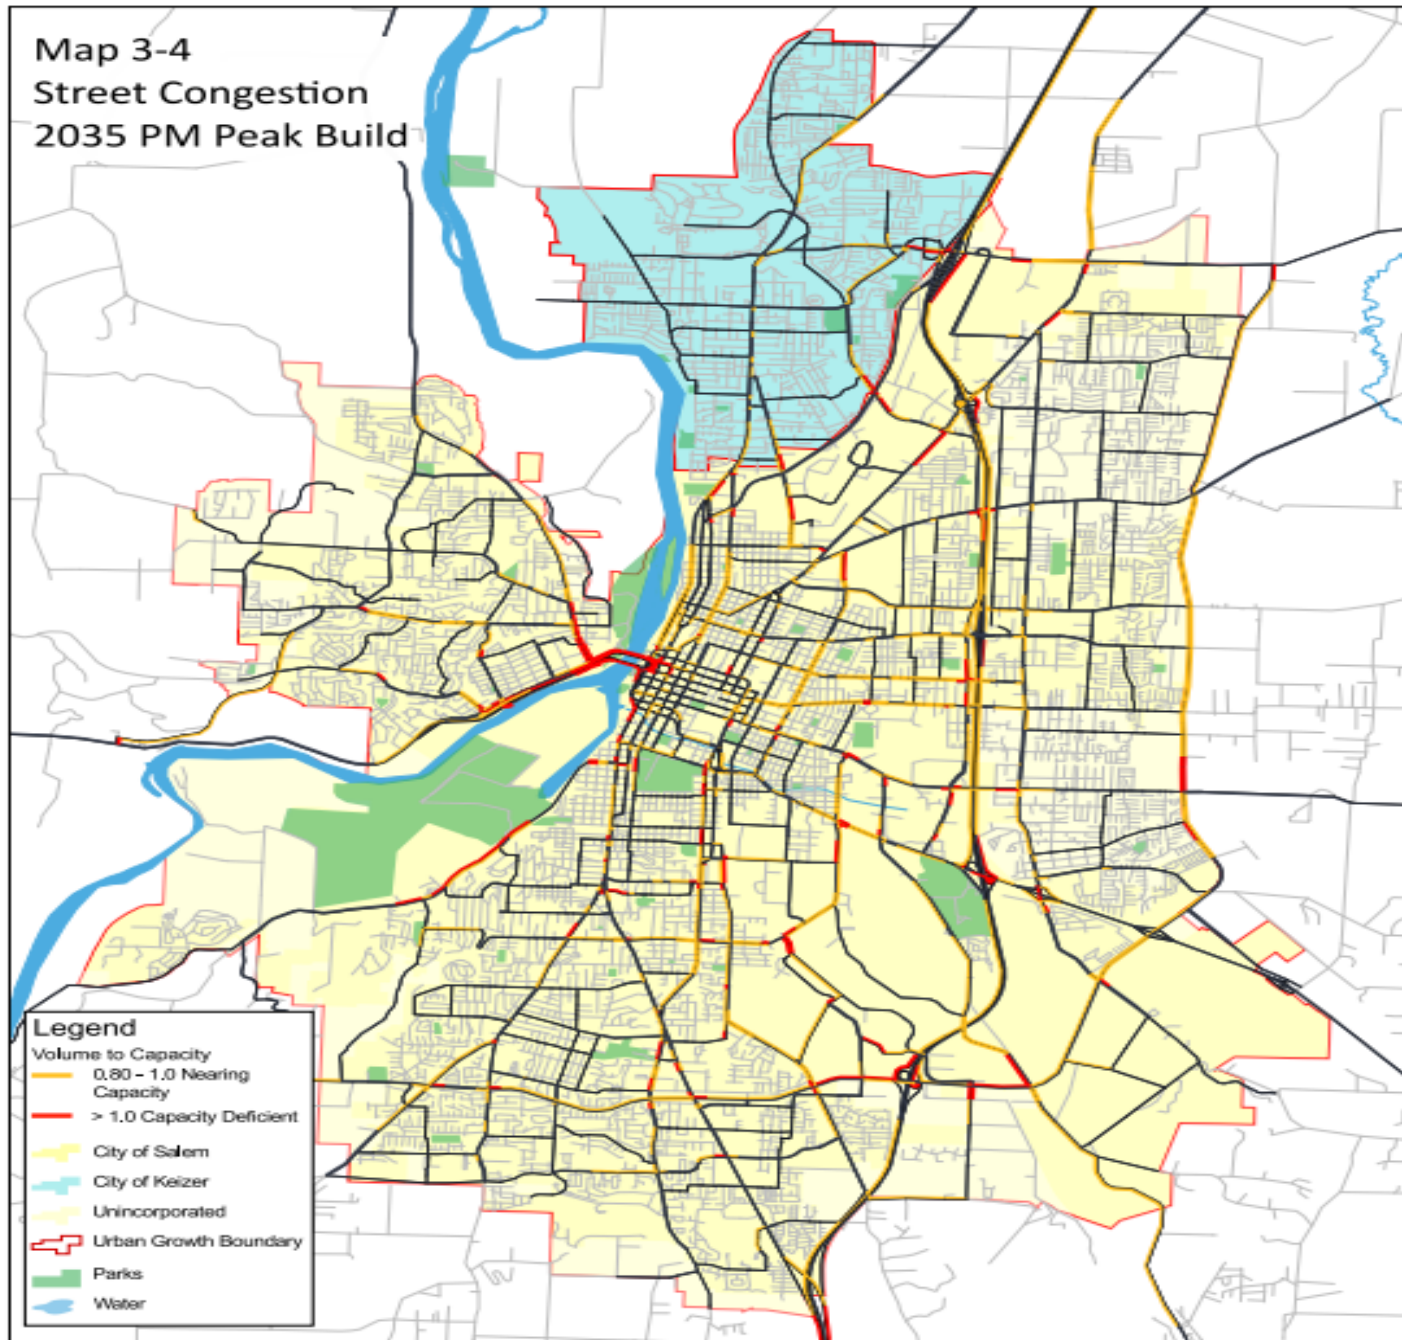 Map 3-4
Street Congestion
2035 PM Peak Build
Legend
Volume to Capacity
0.80 – 1.0 Nearing
Capacity
> 1.0 Capacity Deficient
City of Salem
City of Keizer
Unincorporated
Urban Growth Boundary
Parks
Water